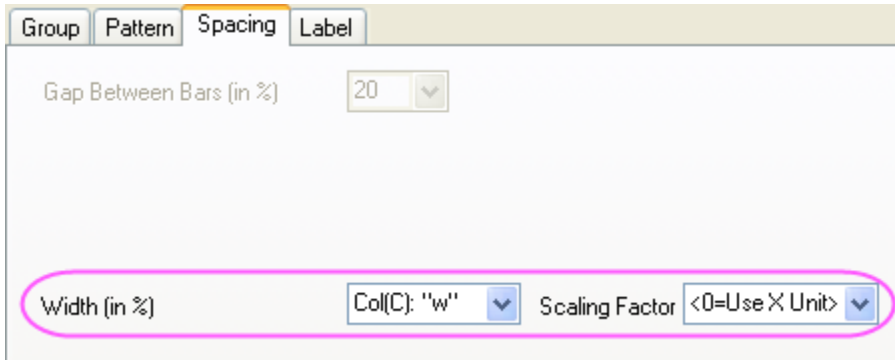 Group Pattern Spacing Label
Gap Between Bars (in %) 20
Width (in %) Col(C): "w" Scaling Factor <0=Use X Unit>